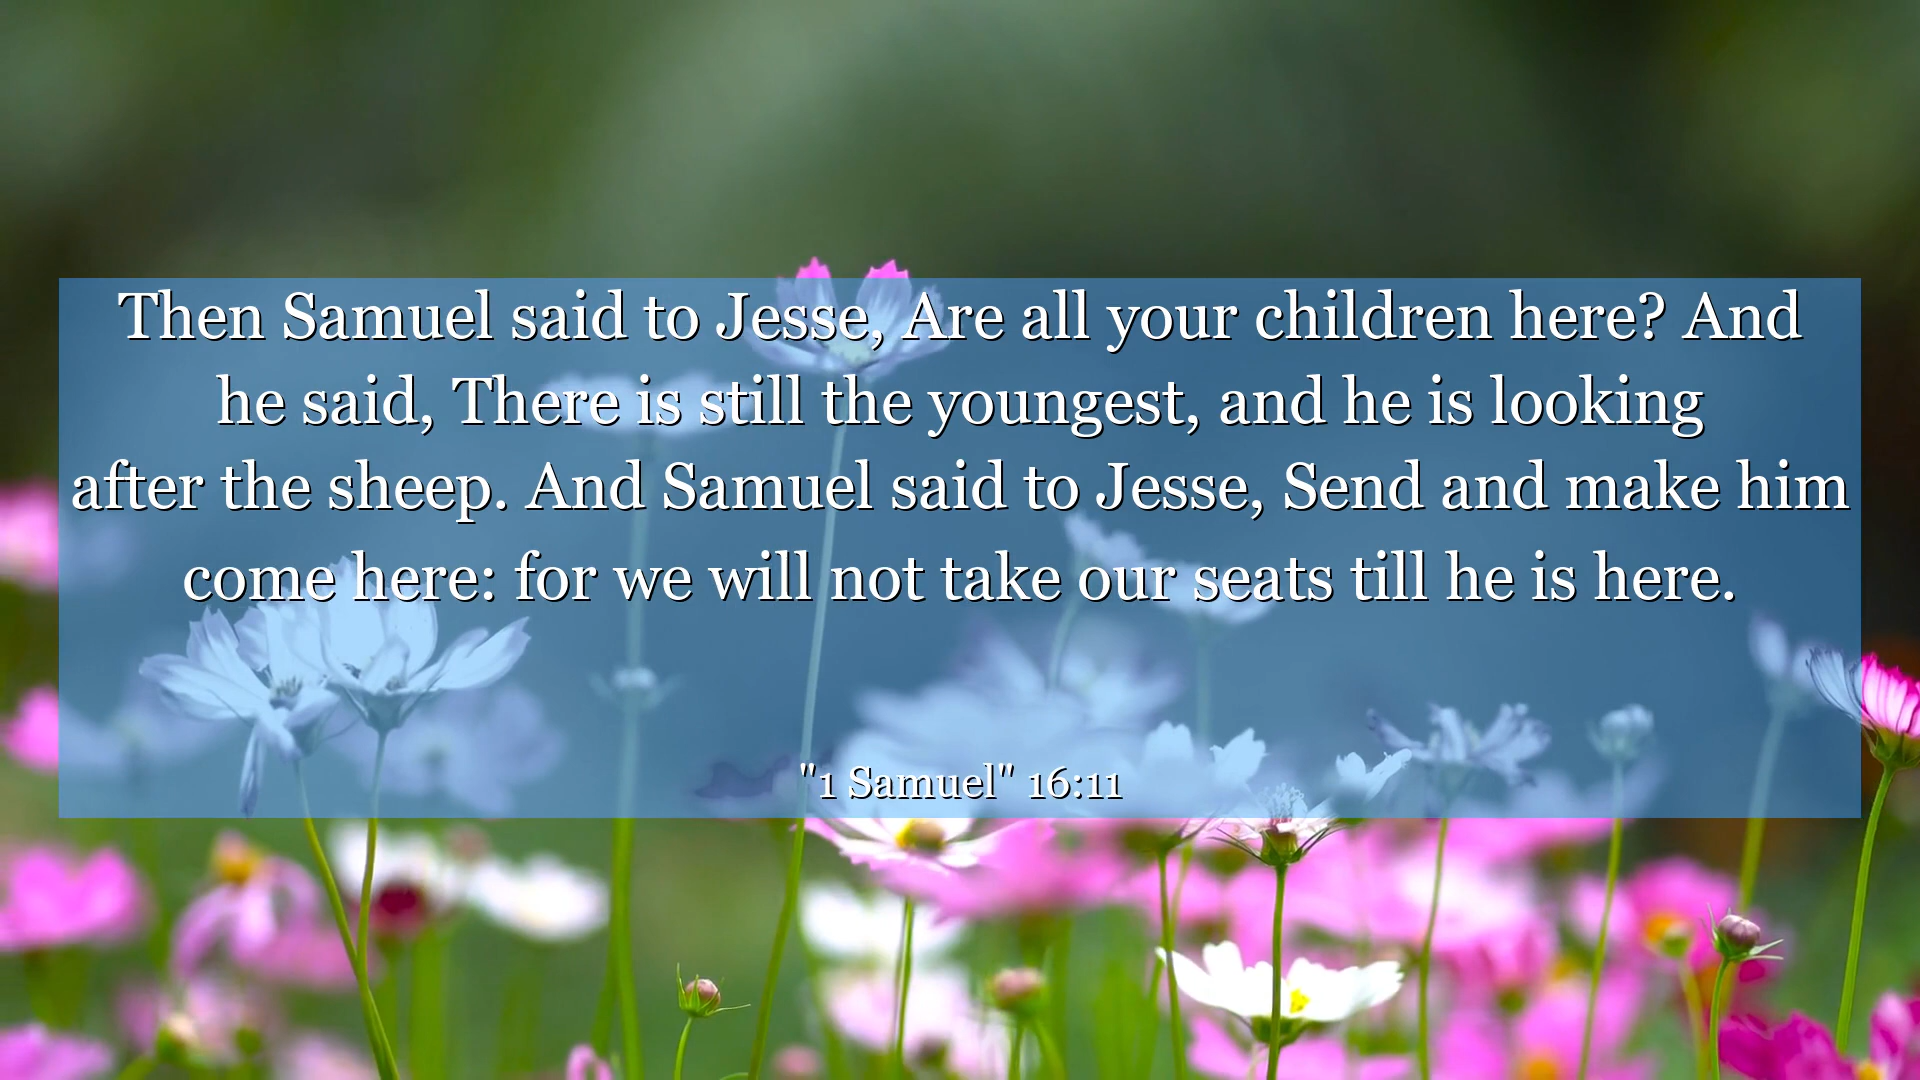 Then Samuel said to Jesse, Are all your children here? And
he said, There is still the youngest, and he is looking
after the sheep. And Samuel said to Jesse, Send and make him
come here: for we will not take our seats till he is here.
"1 Samuel" 16:11